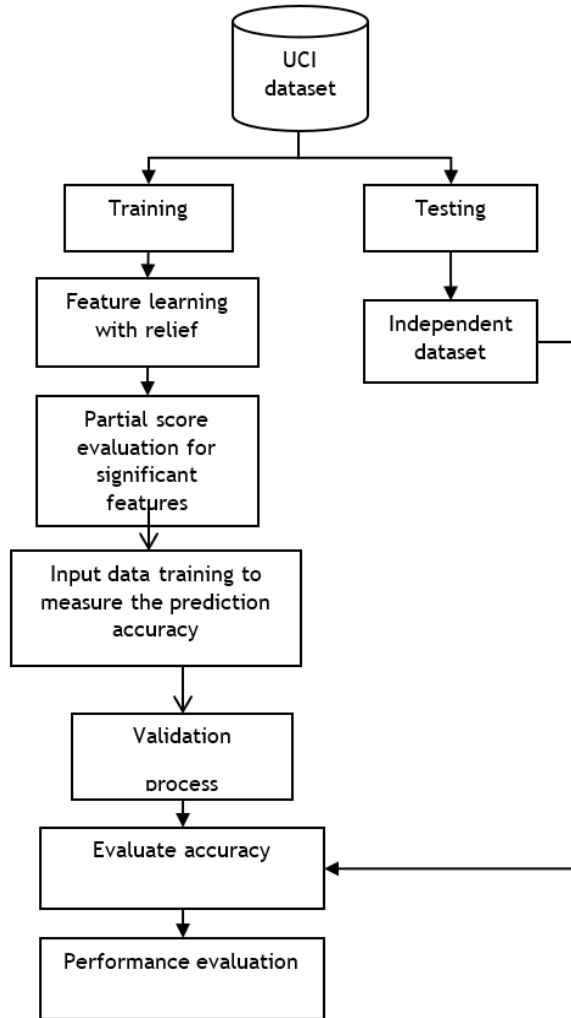 UCI
dataset
Training
Testing
Feature learning
with relief
Independent
dataset
Partial score
evaluation for
significant
features
Input data training to
measure the prediction
accuracy
Validation
process
Evaluate accuracy
Performance evaluation